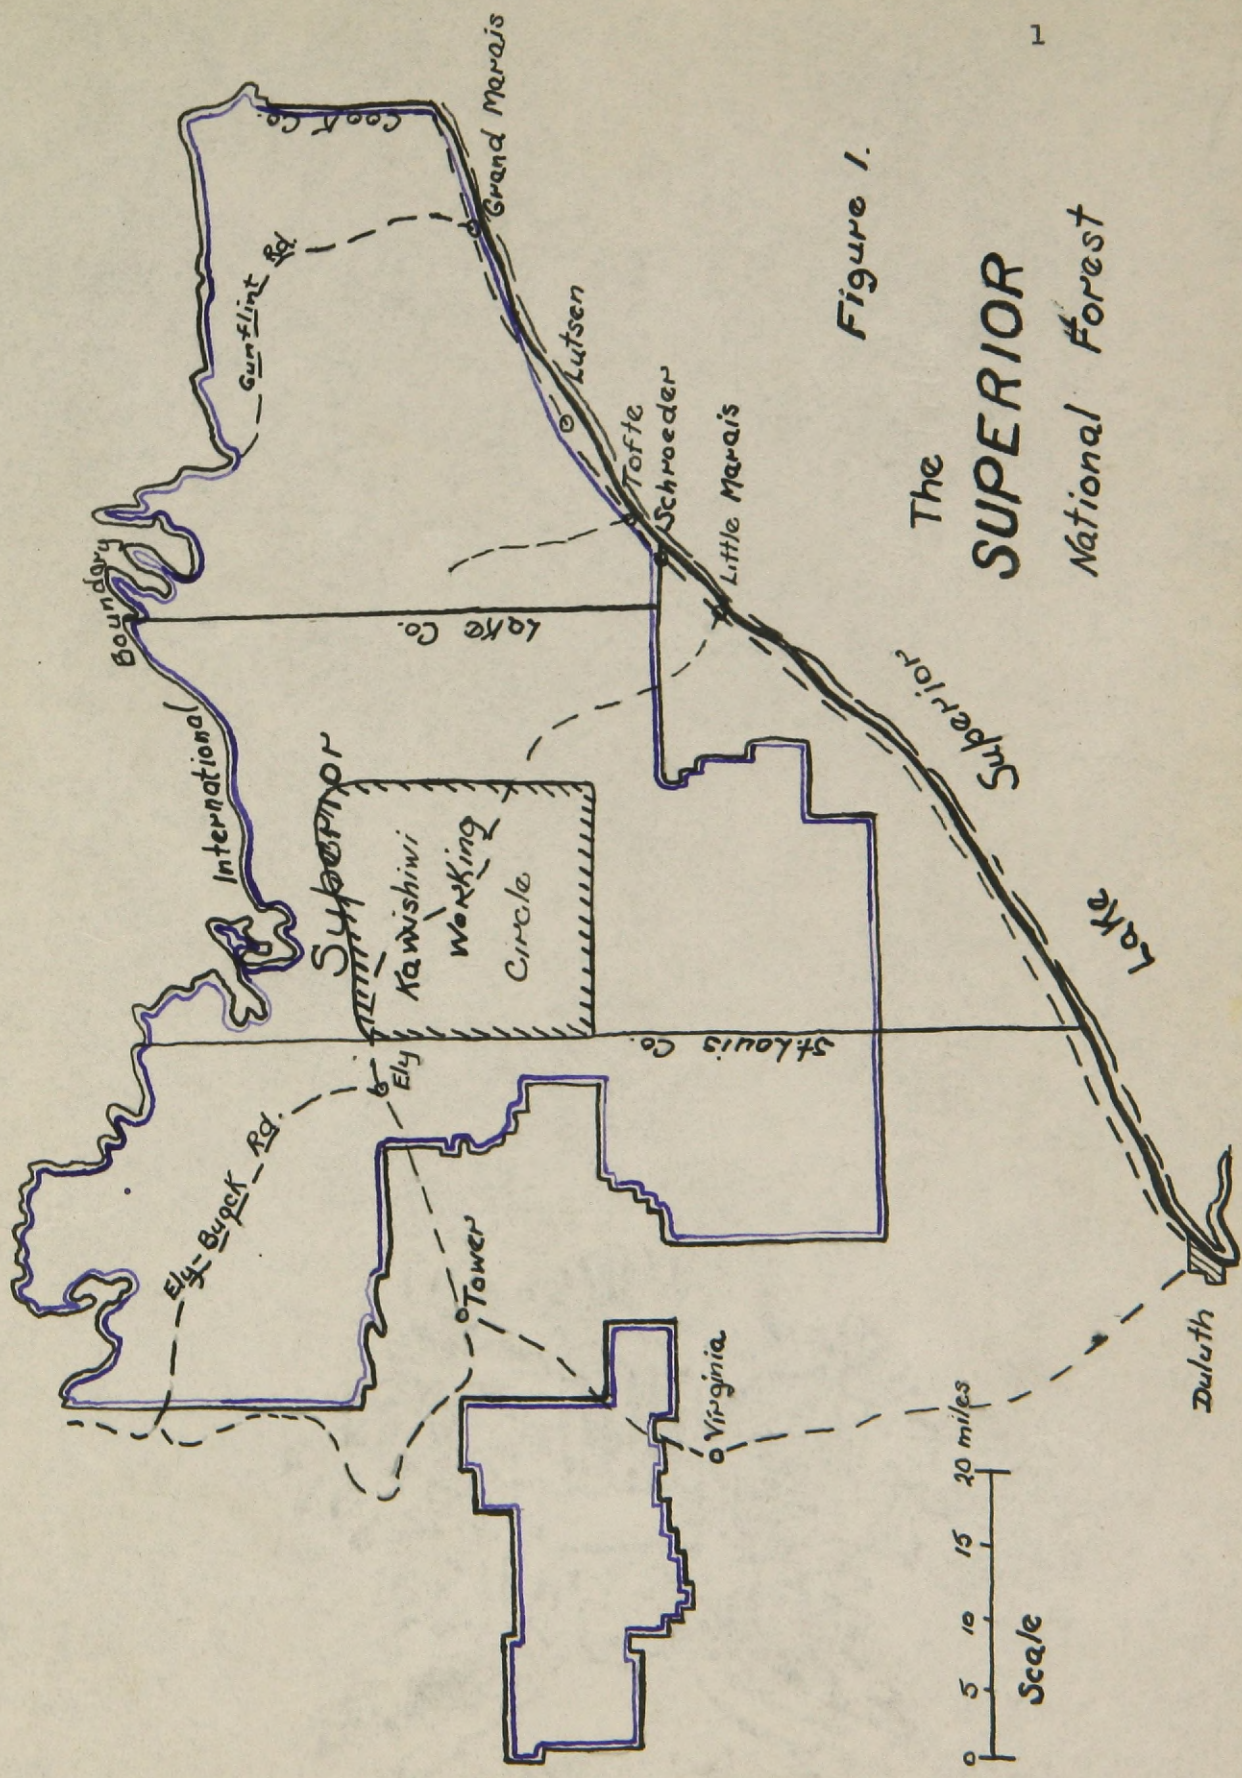 1
Figure 1.
The
SUPERIOR
National Forest
International Boundary
Gunflint Rd.
Cook Co.
Grand Marais
Lutsen
Tofte
Schroeder
Little Marais
Lake Co.
Superior
Kawishiwi
Working
Circle
St. Louis Co.
Ely
Ely-Buyck Rd.
Tower
Virginia
Duluth
Lake Superior
0 5 10 15 20 miles
Scale